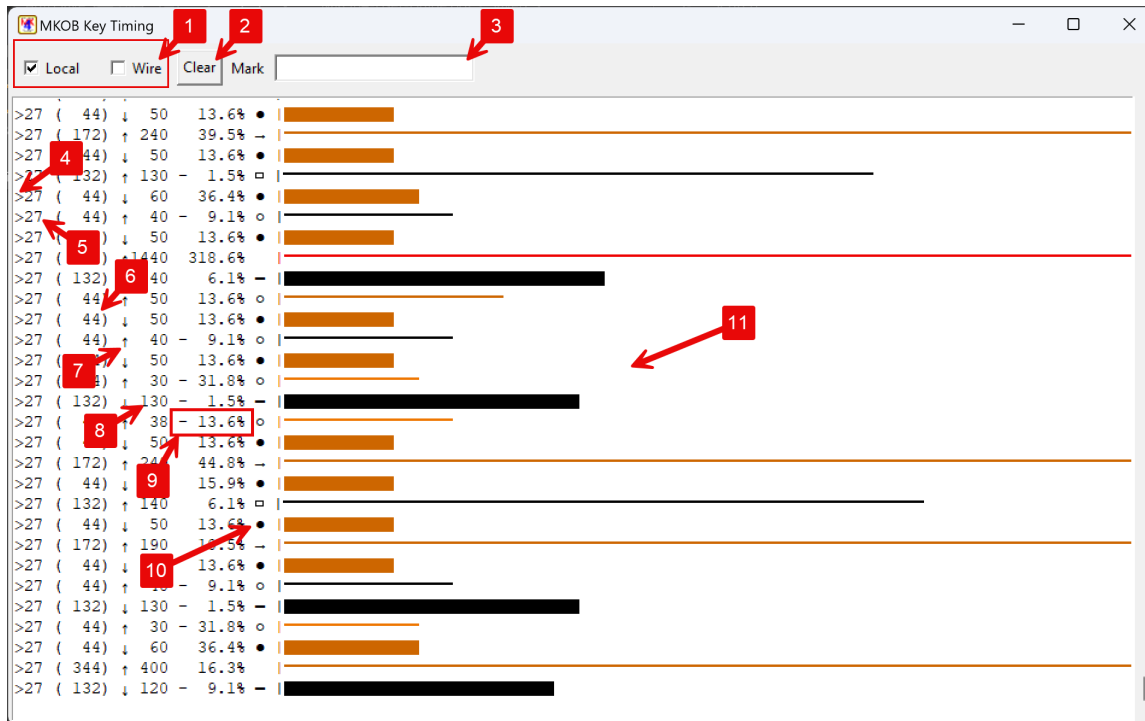 MKOB Key Timing
1 2 3
Local Wire Clear Mark
>27 ( 44) ↓ 50 13.6% ●
>27 ( 172) ↑ 240 39.5% →
>27 ( 44) ↓ 50 13.6% ●
4
>27 ( 132) ↑ 130 - 1.5% □
>27 ( 44) ↓ 60 36.4% ●
>27 ( 44) ↑ 40 - 9.1% ○
>27 ( ↓ 50 13.6% ●
5
>27 ( ) ↑1440 318.6%
>27 ( 132) 40 6.1% −
6
>27 ( 44) ↑ 50 13.6% ○
>27 ( 44) ↓ 50 13.6% ●
11
>27 ( 44) ↑ 40 - 9.1% ○
>27 ( ↓ 50 13.6% ●
7
>27 ( ) ↑ 30 - 31.8% ○
>27 ( 132) ↓ 130 - 1.5% −
>27 ( ↑ 38 - 13.6% ○
8
>27 ( ↓ 50 13.6% ●
>27 ( 172) ↑ 44.8% →
>27 ( 44) ↓ 15.9% ●
9
>27 ( 132) ↑ 140 6.1% □
>27 ( 44) ↓ 50 13.6% ●
>27 ( 172) ↑ 190 →
>27 ( 44) ↓ 13.6% ●
10
>27 ( 44) ↑ - 9.1% ○
>27 ( 132) ↓ 130 - 1.5% −
>27 ( 44) ↑ 30 - 31.8% ○
>27 ( 44) ↓ 60 36.4% ●
>27 ( 344) ↑ 400 16.3%
>27 ( 132) ↓ 120 - 9.1% −